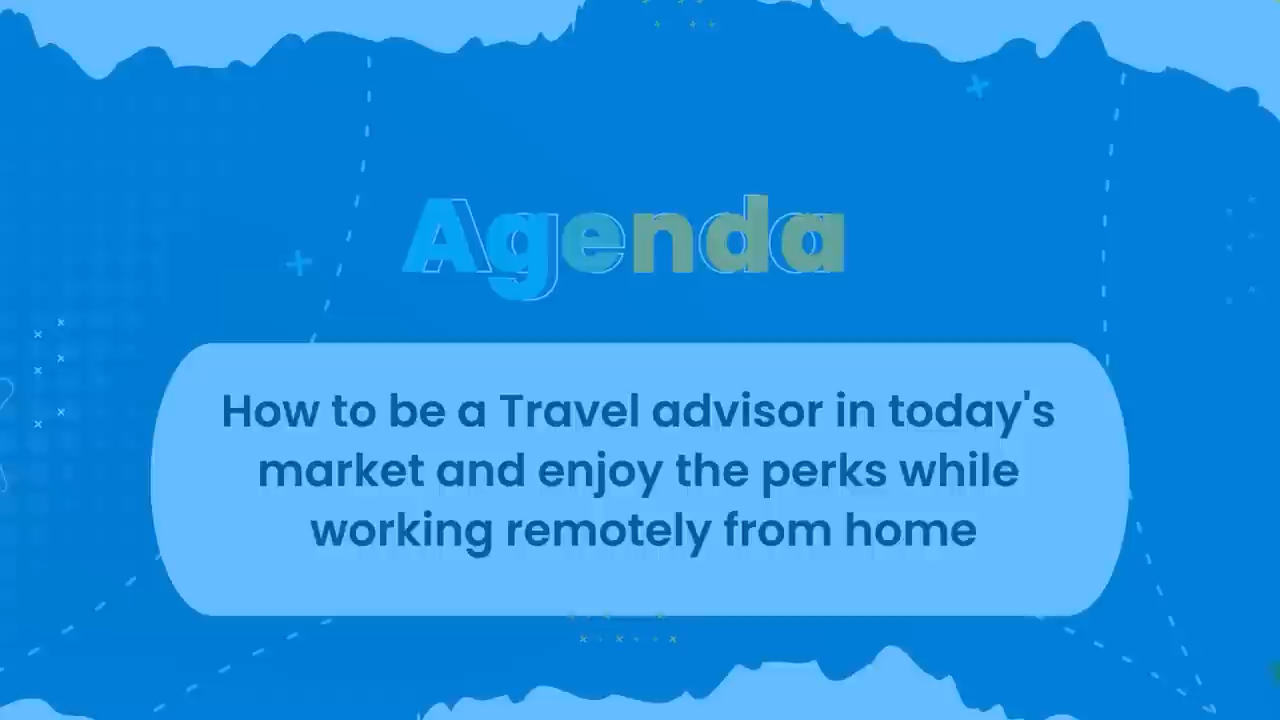 Agenda
How to be a Travel advisor in today's
market and enjoy the perks while
working remotely from home